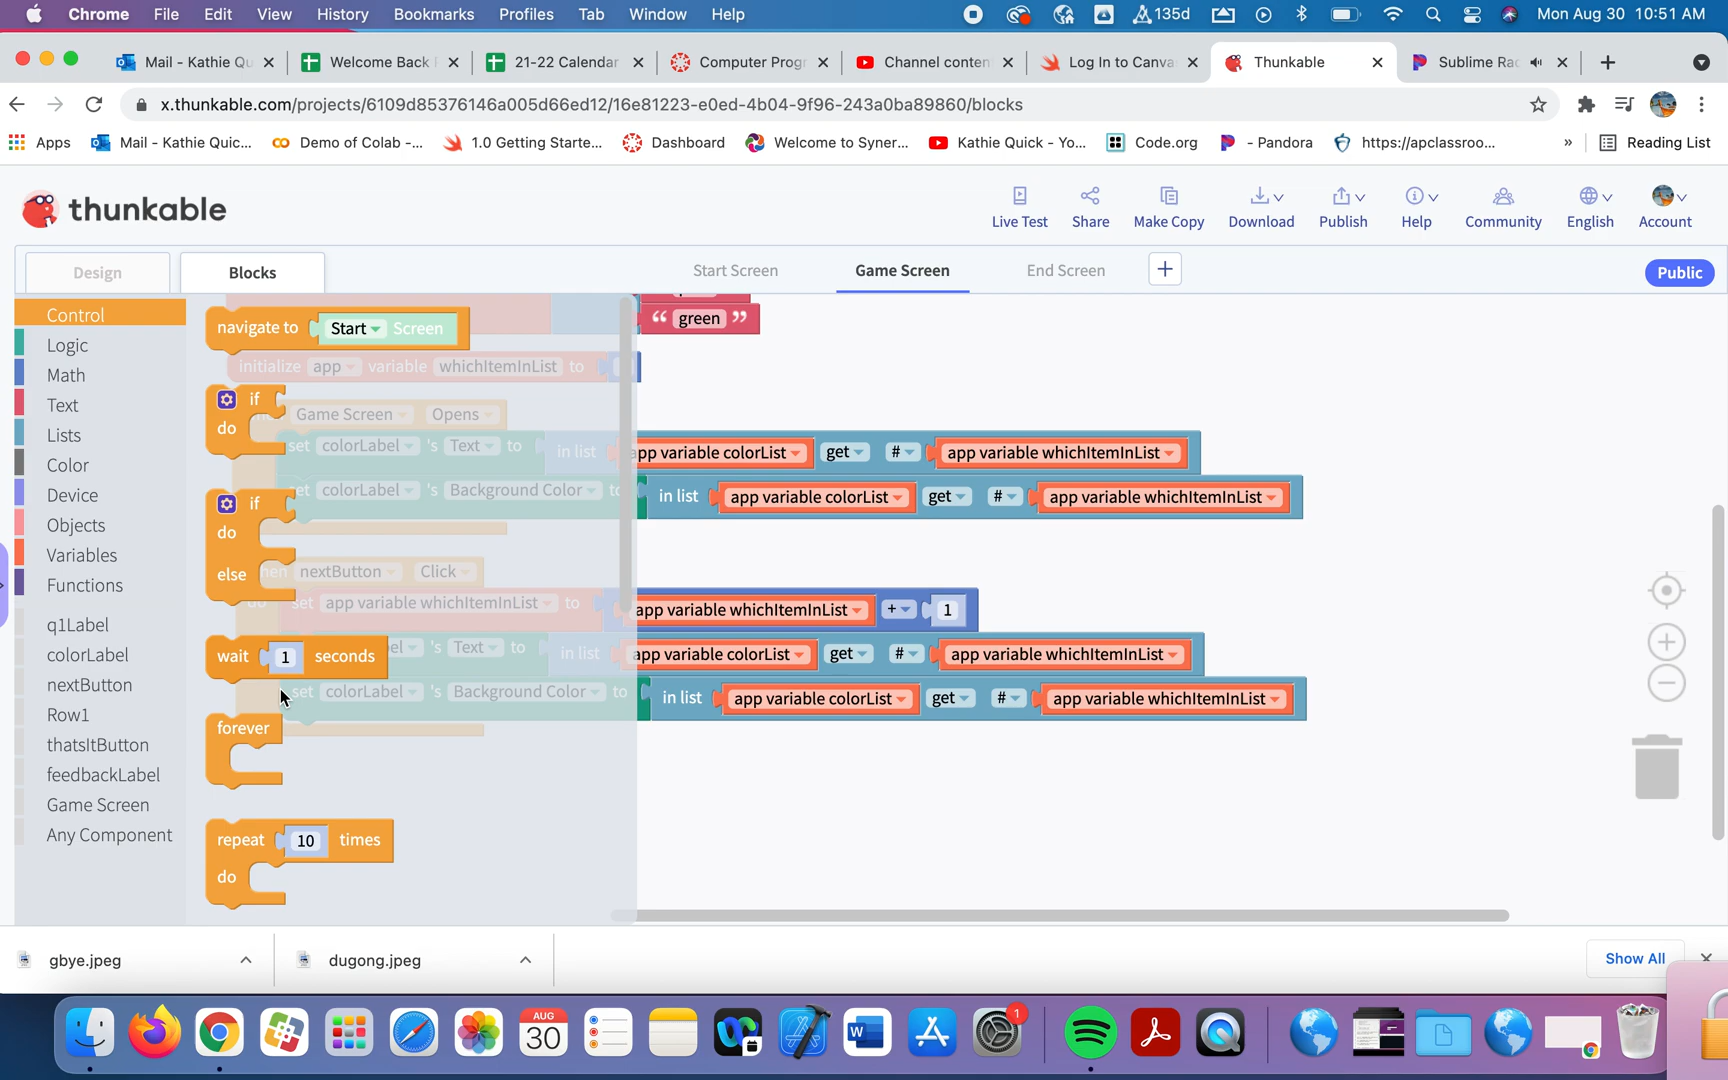 Chrome File Edit View History Bookmarks Profiles Tab Window Help 135d Mon Aug 30 10:51 AM
Mail - Kathie Qu Welcome Back 21-22 Calendar Computer Progr Channel conten Log In to Canva Thunkable Sublime Ra
x.thunkable.com/projects/6109d85376146a005d66ed12/16e81223-e0ed-4b04-9f96-243a0ba89860/blocks
Apps Mail - Kathie Quic... Demo of Colab -... 1.0 Getting Starte... Dashboard Welcome to Syner... Kathie Quick - Yo... Code.org - Pandora https://apclassroo... » Reading List
thunkable
Live Test Share Make Copy Download Publish Help Community English Account
Design Blocks Start Screen Game Screen End Screen + Public
Control
Logic
Math
Text
Lists
Color
Device
Objects
Variables
Functions
q1Label
colorLabel
nextButton
Row1
thatsItButton
feedbackLabel
Game Screen
Any Component
navigate to Start Screen
if
do
if
do
else
wait 1 seconds
forever
repeat 10 times
do
“ green ”
initialize app variable whichItemInList to
Game Screen Opens
set colorLabel 's Text to in list app variable colorList get # app variable whichItemInList
set colorLabel 's Background Color to in list app variable colorList get # app variable whichItemInList
when nextButton Click
do set app variable whichItemInList to app variable whichItemInList + 1
Label 's Text to in list app variable colorList get # app variable whichItemInList
set colorLabel 's Background Color to in list app variable colorList get # app variable whichItemInList
gbye.jpeg dugong.jpeg Show All
AUG
30
1